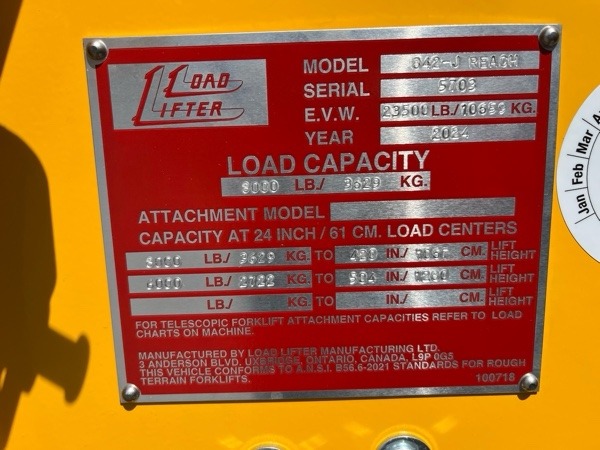 LOAD LIFTER
MODEL 842-J REACH
SERIAL 5703
E.V.W. 23500 LB./ KG.
YEAR 2024
LOAD CAPACITY
8000 LB./ 3629 KG.
ATTACHMENT MODEL
CAPACITY AT 24 INCH / 61 CM. LOAD CENTERS
8000 LB./ 3629 KG. TO IN./ CM. LIFT HEIGHT
LB./ KG. TO 504 IN./ CM. LIFT HEIGHT
LB./ KG. TO IN./ CM. LIFT HEIGHT
FOR TELESCOPIC FORKLIFT ATTACHMENT CAPACITIES REFER TO LOAD
CHARTS ON MACHINE.
MANUFACTURED BY LOAD LIFTER MANUFACTURING LTD.
3 ANDERSON BLVD, UXBRIDGE, ONTARIO, CANADA, L9P 0G5
THIS VEHICLE CONFORMS TO A.N.S.I. B56.6-2021 STANDARDS FOR ROUGH
TERRAIN FORKLIFTS.
100718
Jan Feb Mar